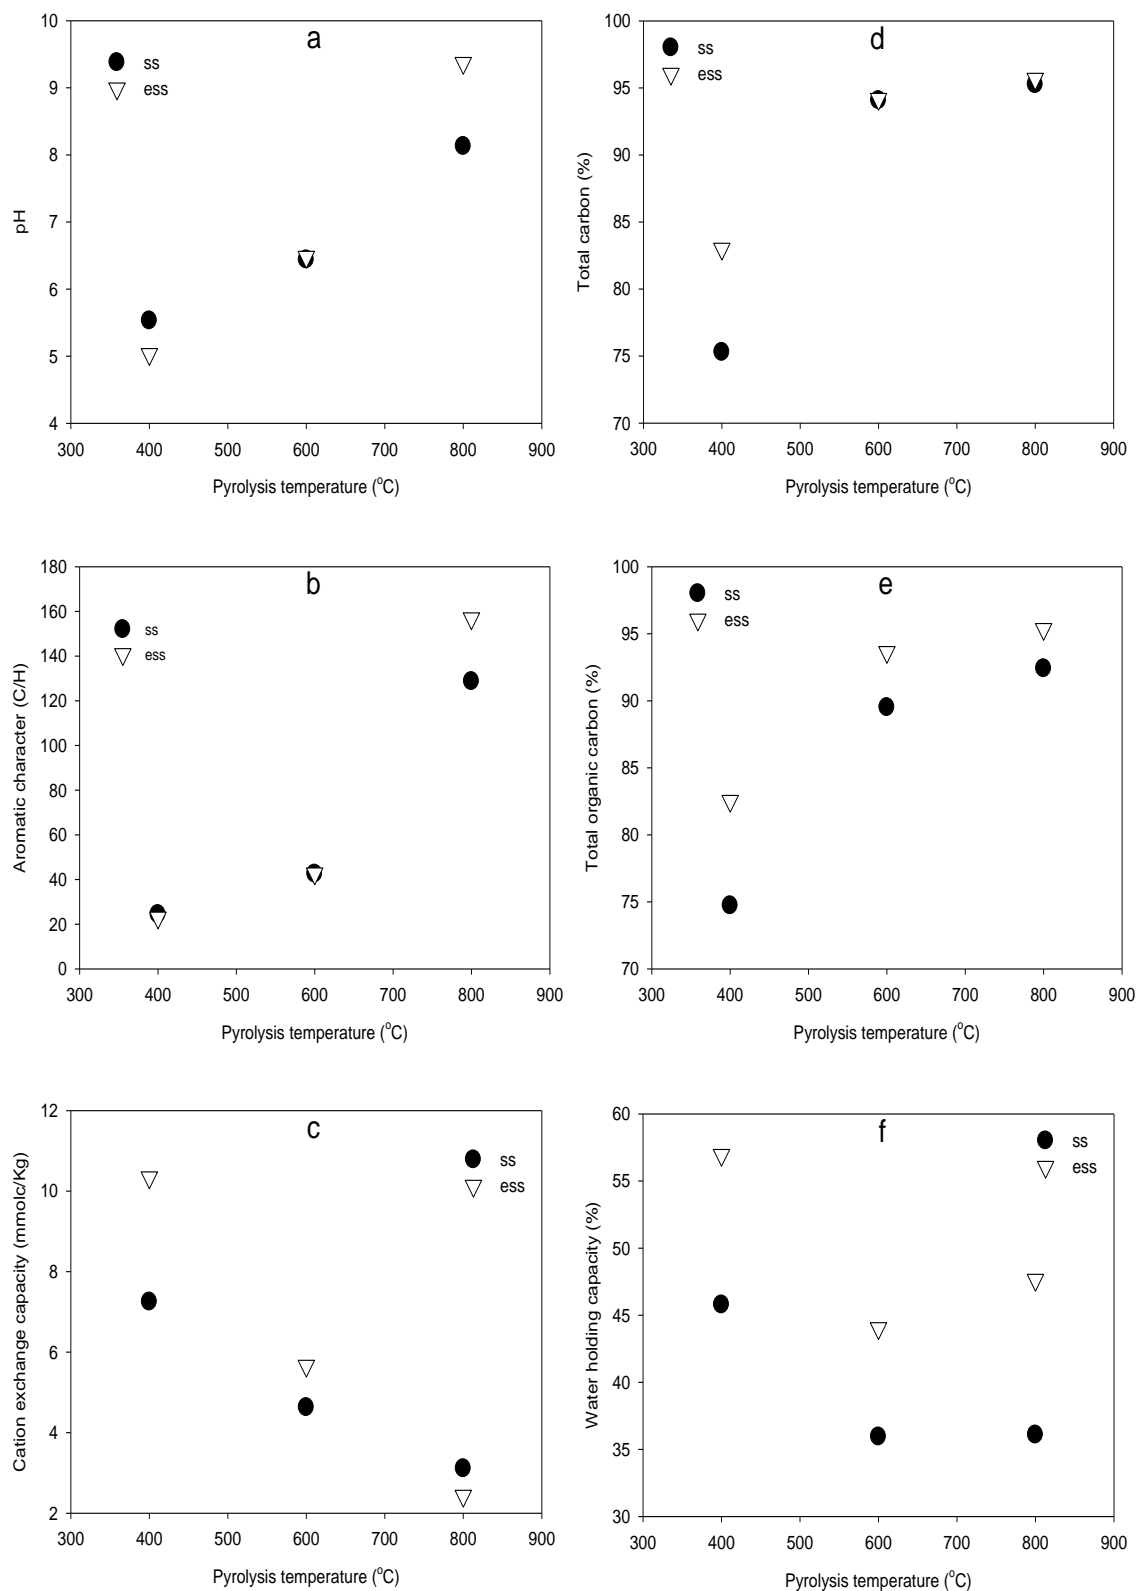 a
ss
ess
10
9
8
7
6
5
4
pH
300 400 500 600 700 800 900
Pyrolysis temperature (°C)
d
ss
ess
100
95
90
85
80
75
70
Total carbon (%)
300 400 500 600 700 800 900
Pyrolysis temperature (°C)
b
ss
ess
180
160
140
120
100
80
60
40
20
0
Aromatic character (C/H)
300 400 500 600 700 800 900
Pyrolysis temperature (°C)
e
ss
ess
100
95
90
85
80
75
70
Total organic carbon (%)
300 400 500 600 700 800 900
Pyrolysis temperature (°C)
c
ss
ess
12
10
8
6
4
2
Cation exchange capacity (mmolc/Kg)
300 400 500 600 700 800 900
Pyrolysis temperature (°C)
f
ss
ess
60
55
50
45
40
35
30
Water holding capacity (%)
300 400 500 600 700 800 900
Pyrolysis temperature (°C)